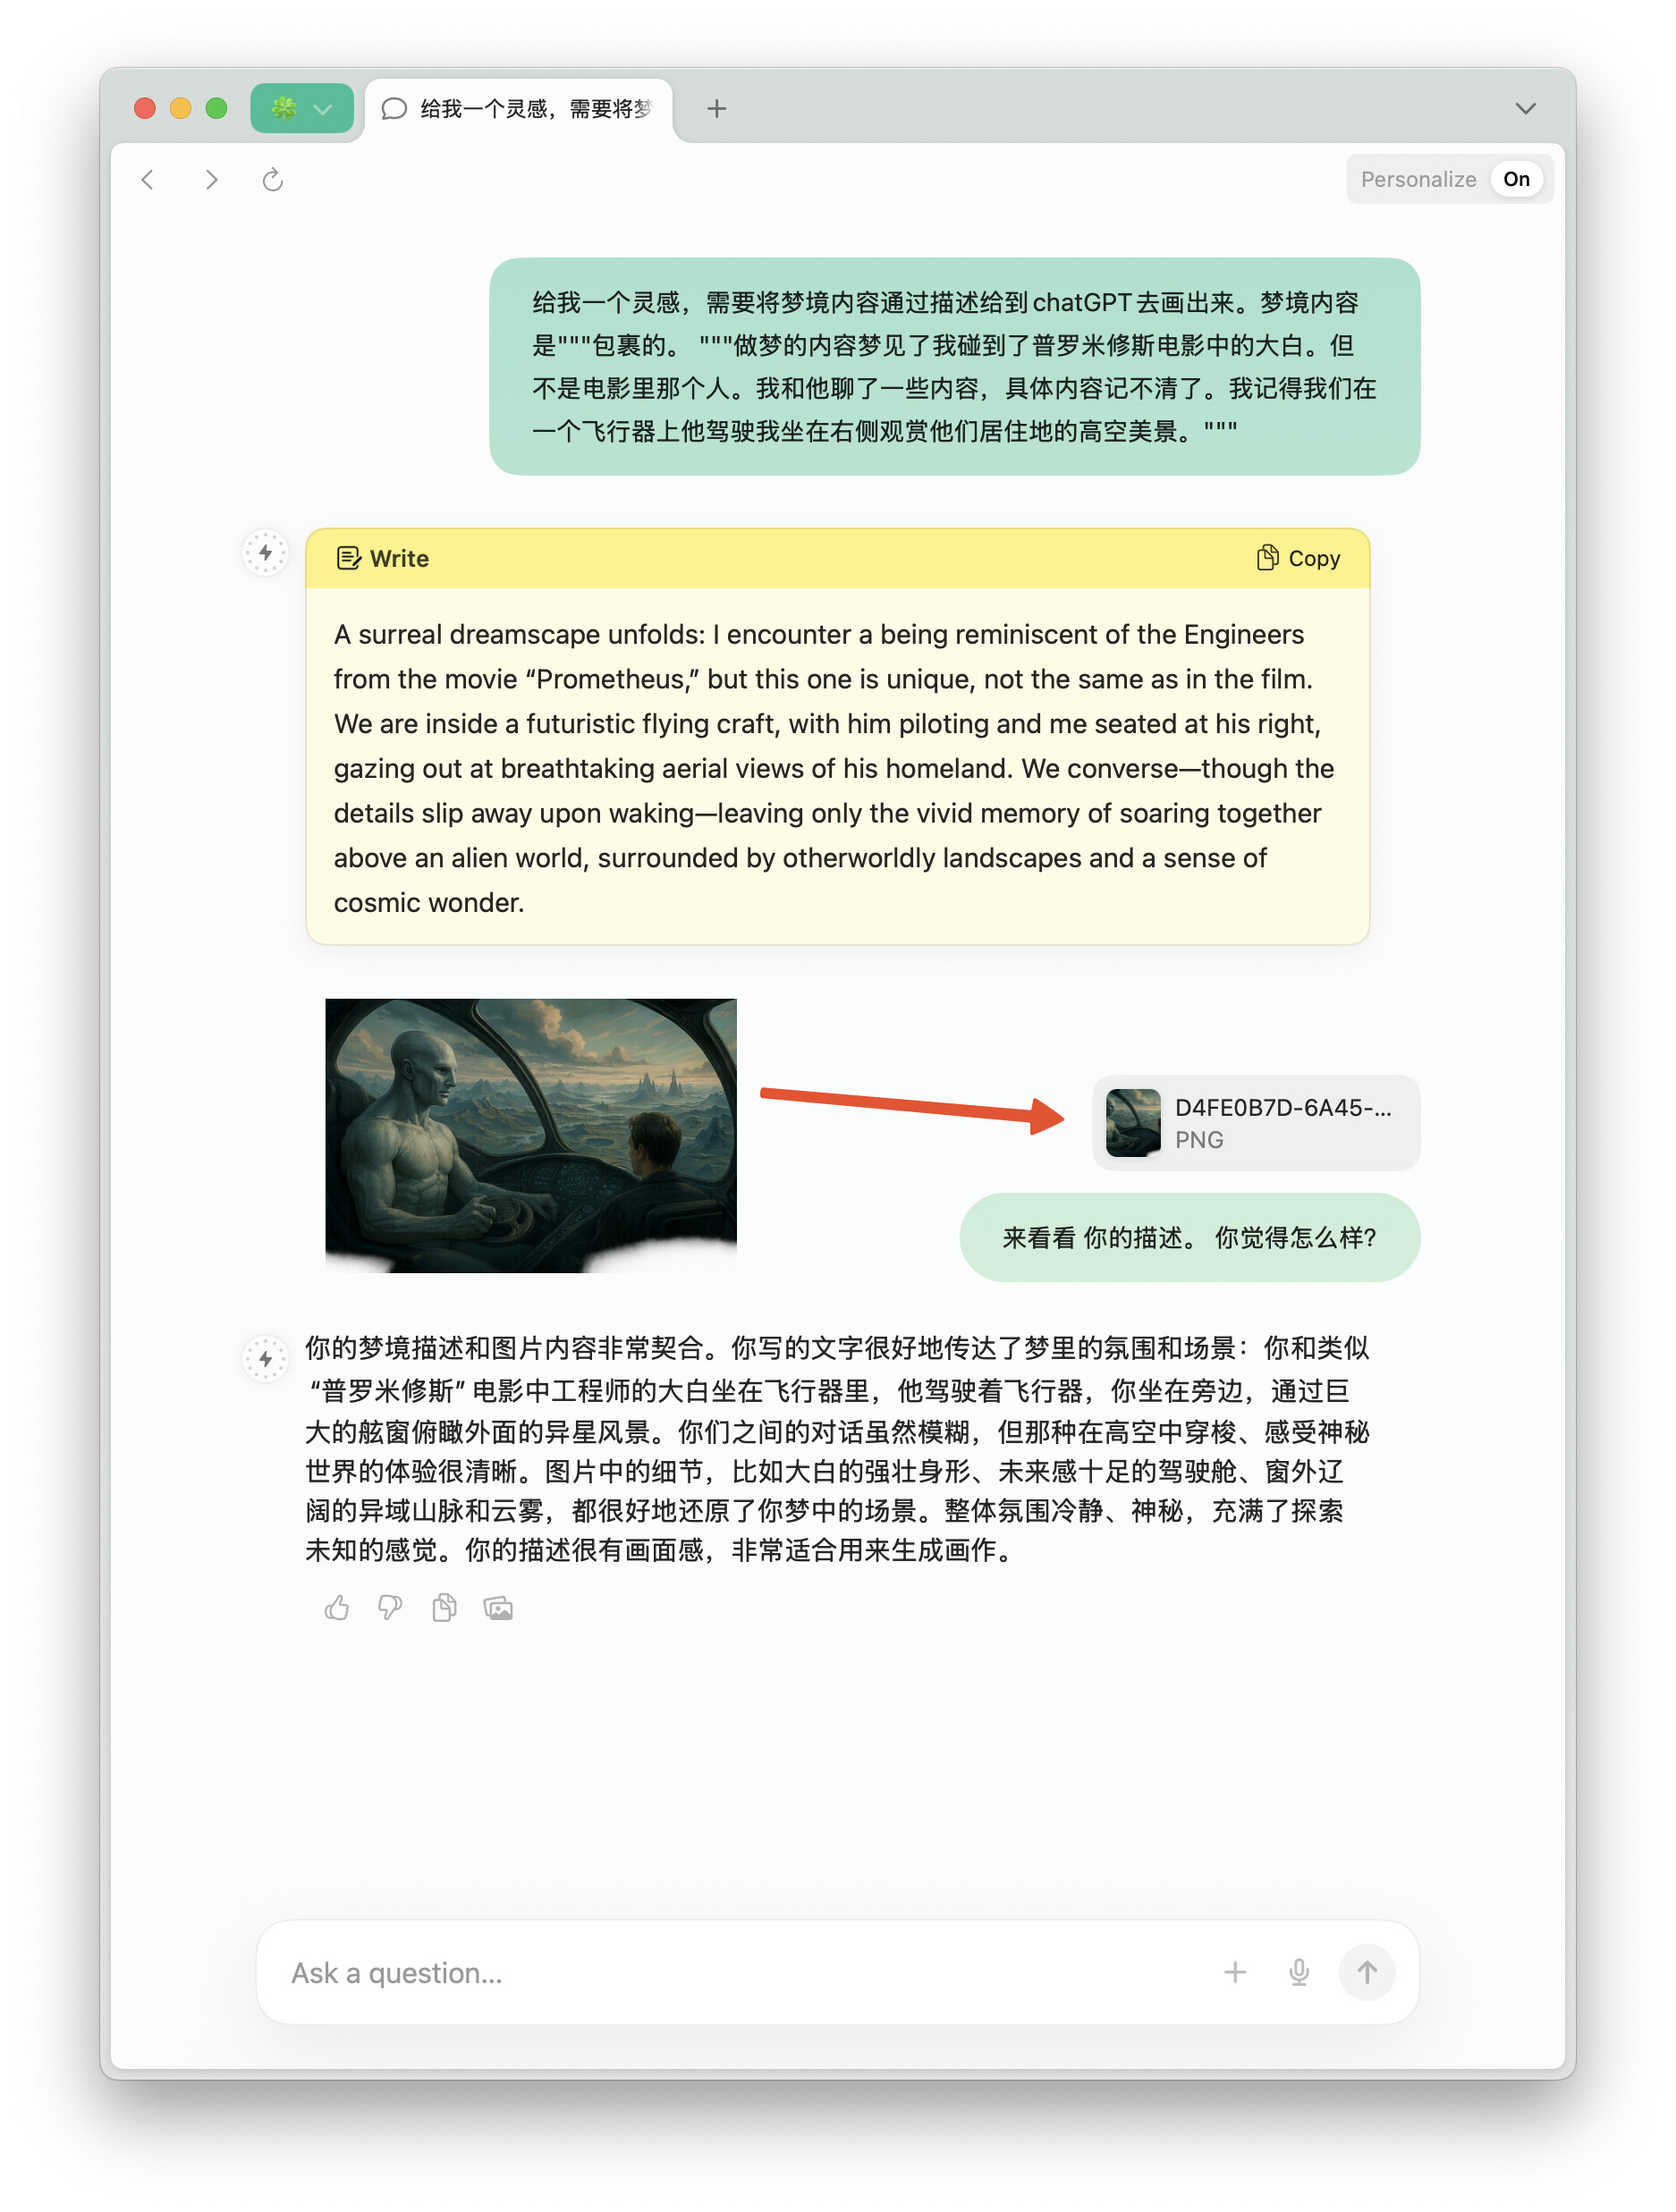 给我一个灵感，需要将梦
Personalize On
给我一个灵感，需要将梦境内容通过描述给到chatGPT去画出来。梦境内容
是"""包裹的。 """做梦的内容梦见了我碰到了普罗米修斯电影中的大白。但
不是电影里那个人。我和他聊了一些内容，具体内容记不清了。我记得我们在
一个飞行器上他驾驶我坐在右侧观赏他们居住地的高空美景。"""
Write
Copy
A surreal dreamscape unfolds: I encounter a being reminiscent of the Engineers
from the movie “Prometheus,” but this one is unique, not the same as in the film.
We are inside a futuristic flying craft, with him piloting and me seated at his right,
gazing out at breathtaking aerial views of his homeland. We converse—though the
details slip away upon waking—leaving only the vivid memory of soaring together
above an alien world, surrounded by otherworldly landscapes and a sense of
cosmic wonder.
D4FE0B7D-6A45-...
PNG
来看看 你的描述。 你觉得怎么样?
你的梦境描述和图片内容非常契合。你写的文字很好地传达了梦里的氛围和场景：你和类似
“普罗米修斯” 电影中工程师的大白坐在飞行器里，他驾驶着飞行器，你坐在旁边，通过巨
大的舷窗俯瞰外面的异星风景。你们之间的对话虽然模糊，但那种在高空中穿梭、感受神秘
世界的体验很清晰。图片中的细节，比如大白的强壮身形、未来感十足的驾驶舱、窗外辽
阔的异域山脉和云雾，都很好地还原了你梦中的场景。整体氛围冷静、神秘，充满了探索
未知的感觉。你的描述很有画面感，非常适合用来生成画作。
Ask a question...